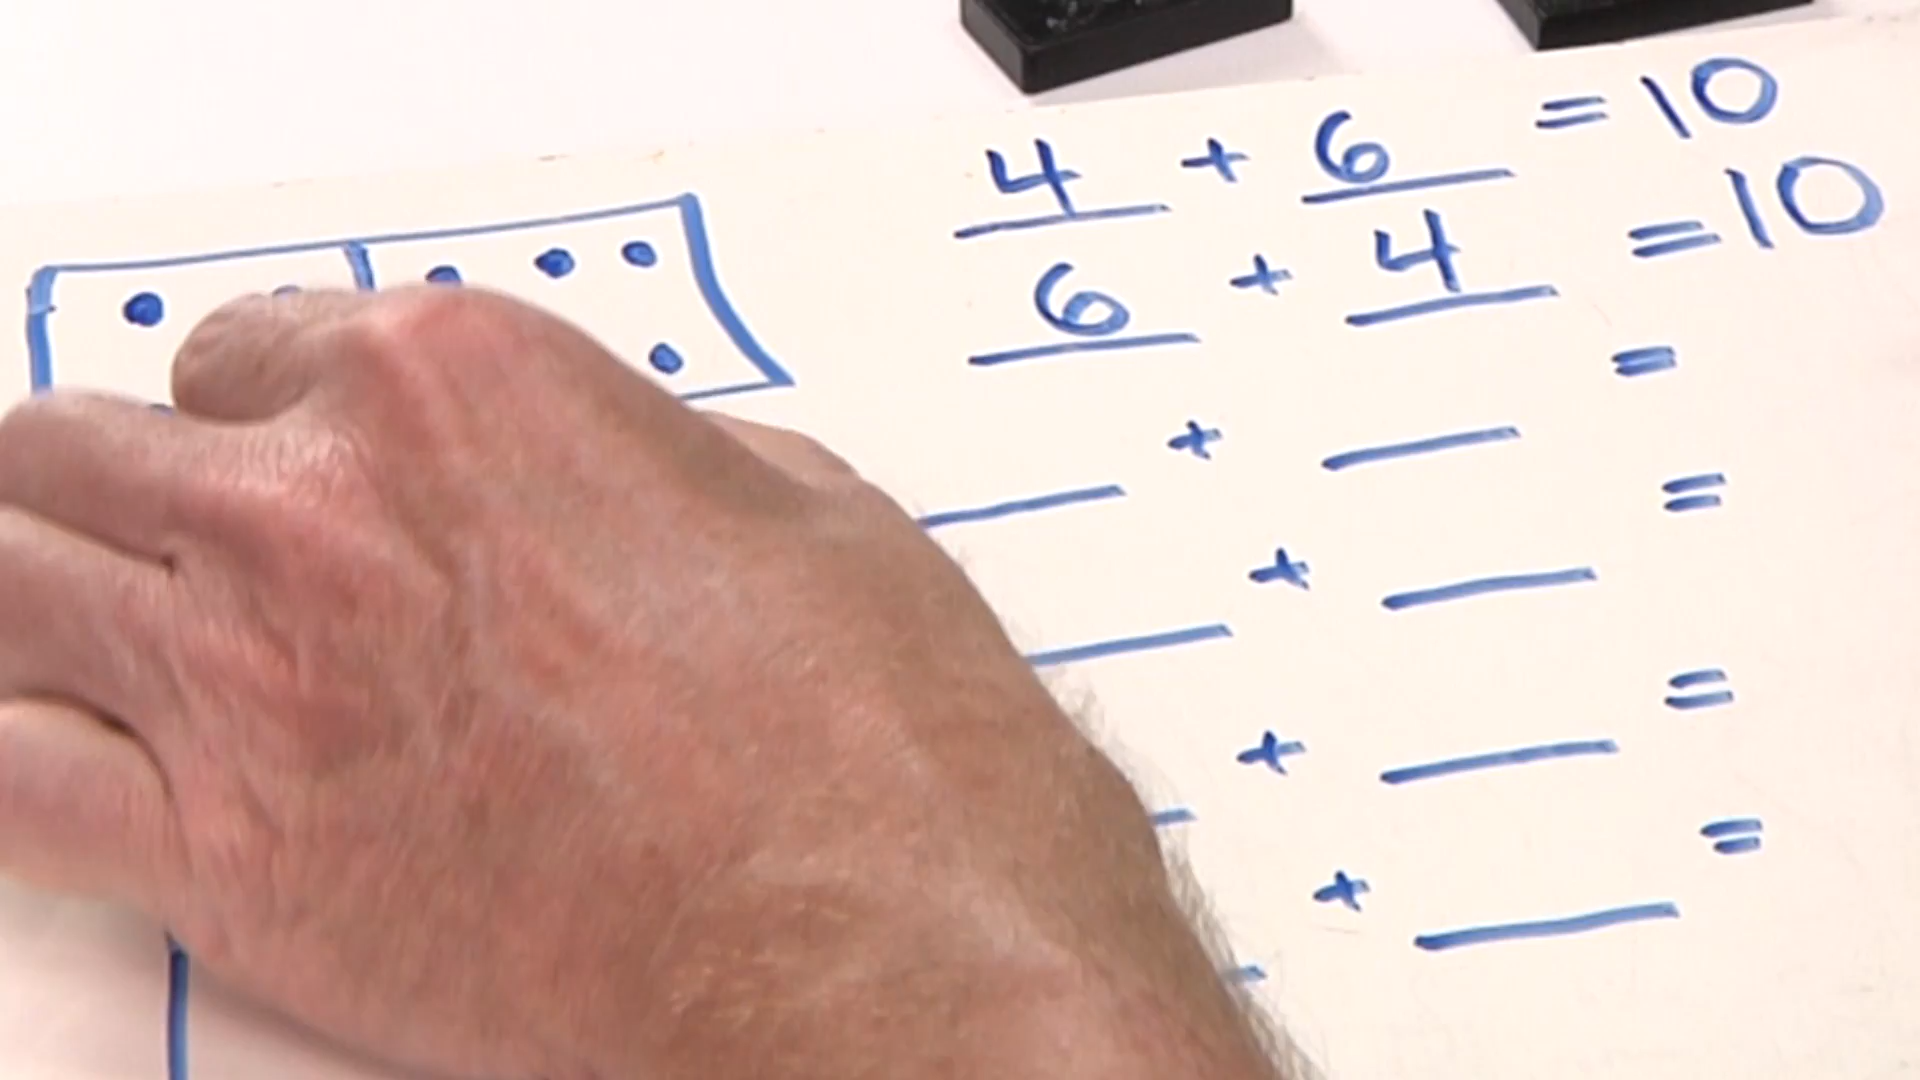 4 + 6 = 10
6 + 4 = 10
+ =
+ =
+ =
+ =